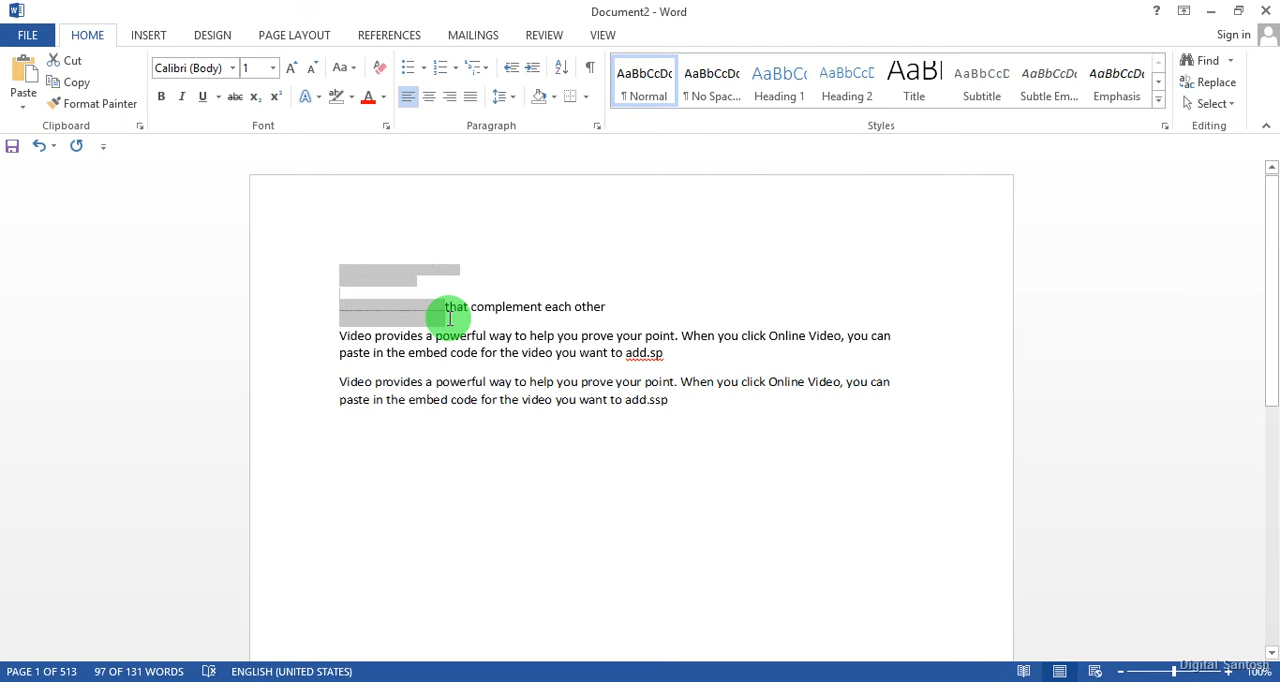 Document2 - Word
?
Sign in
FILE HOME INSERT DESIGN PAGE LAYOUT REFERENCES MAILINGS REVIEW VIEW
Paste
Cut
Copy
Format Painter
Clipboard
Calibri (Body) 1
Aa
B I U abc X₂ X² A A
Font
Paragraph
AaBbCcDc AaBbCcDc AaBbCc AaBbCcD AaBl AaBbCcD AaBbCcDc AaBbCcDc
¶ Normal ¶ No Spac... Heading 1 Heading 2 Title Subtitle Subtle Em... Emphasis
Styles
Find
Replace
Select
Editing
that complement each other
Video provides a powerful way to help you prove your point. When you click Online Video, you can
paste in the embed code for the video you want to add.sp
Video provides a powerful way to help you prove your point. When you click Online Video, you can
paste in the embed code for the video you want to add.ssp
PAGE 1 OF 513 97 OF 131 WORDS ENGLISH (UNITED STATES) 100%
Digital Santosh